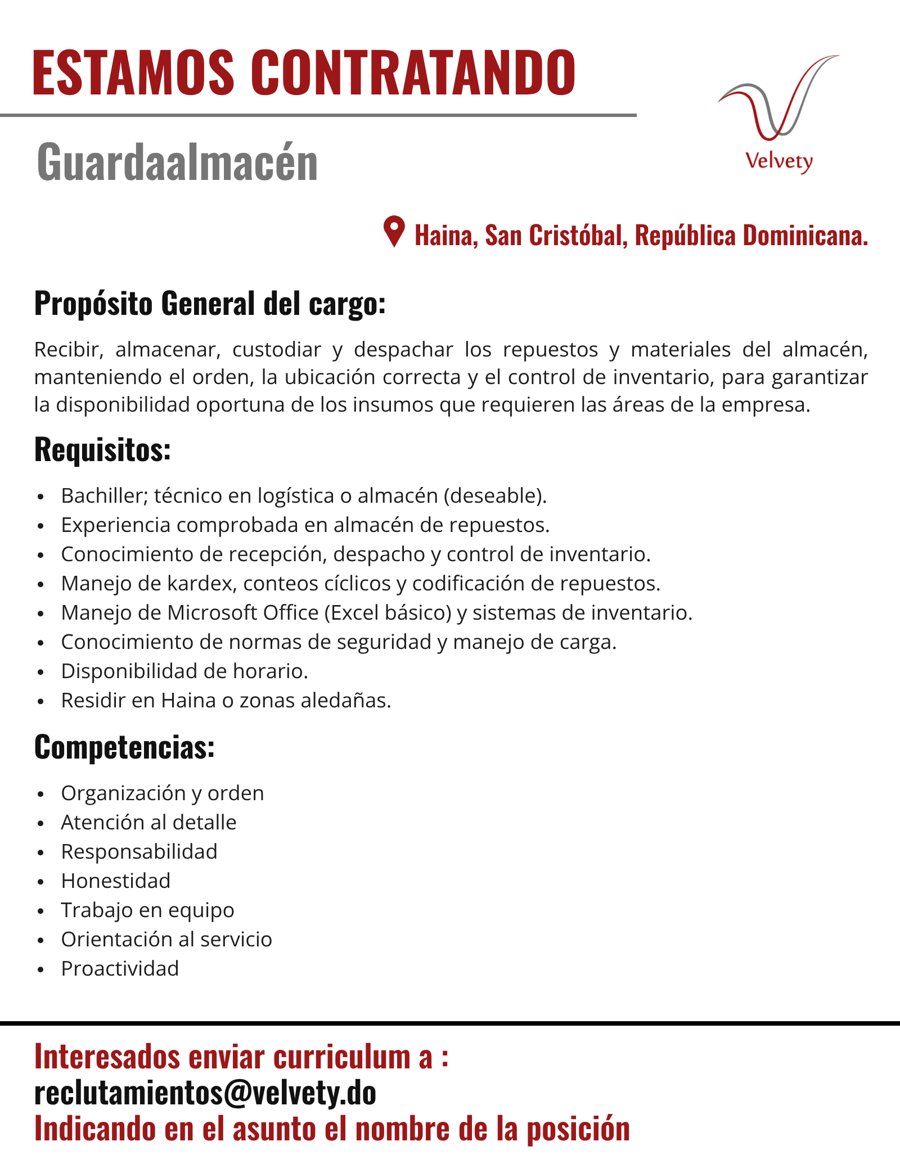 ESTAMOS CONTRATANDO
Velvety
Guardaalmacén
Haina, San Cristóbal, República Dominicana.
Propósito General del cargo:
Recibir, almacenar, custodiar y despachar los repuestos y materiales del almacén,
manteniendo el orden, la ubicación correcta y el control de inventario, para garantizar
la disponibilidad oportuna de los insumos que requieren las áreas de la empresa.
Requisitos:
• Bachiller; técnico en logística o almacén (deseable).
• Experiencia comprobada en almacén de repuestos.
• Conocimiento de recepción, despacho y control de inventario.
• Manejo de kardex, conteos cíclicos y codificación de repuestos.
• Manejo de Microsoft Office (Excel básico) y sistemas de inventario.
• Conocimiento de normas de seguridad y manejo de carga.
• Disponibilidad de horario.
• Residir en Haina o zonas aledañas.
Competencias:
• Organización y orden
• Atención al detalle
• Responsabilidad
• Honestidad
• Trabajo en equipo
• Orientación al servicio
• Proactividad
Interesados enviar curriculum a :
reclutamientos@velvety.do
Indicando en el asunto el nombre de la posición